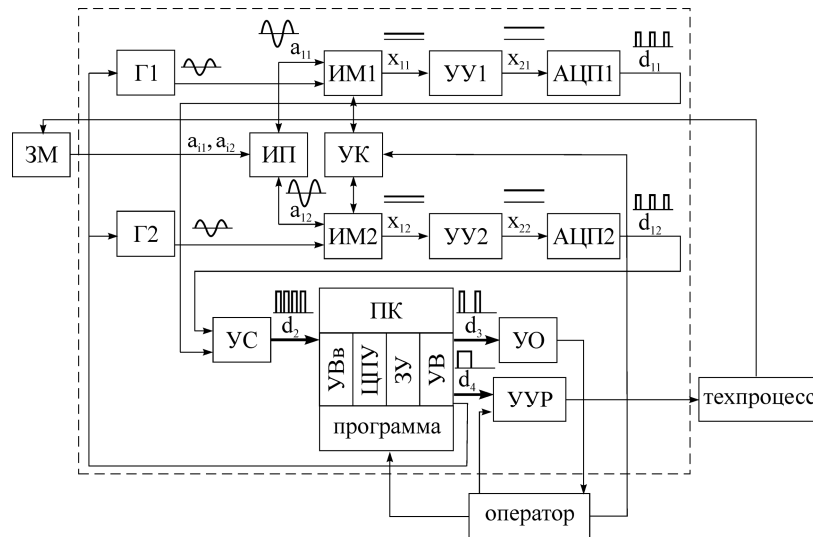 a₁₁
Г1
ИМ1
x₁₁
УУ1
x₂₁
АЦП1
d₁₁
ЗМ
aᵢ₁, aᵢ₂
ИП
УК
a₁₂
Г2
ИМ2
x₁₂
УУ2
x₂₂
АЦП2
d₁₂
УС
d₂
ПК
УВв
ЦПУ
ЗУ
УВ
d₃
УО
d₄
УУР
техпроцесс
программа
оператор